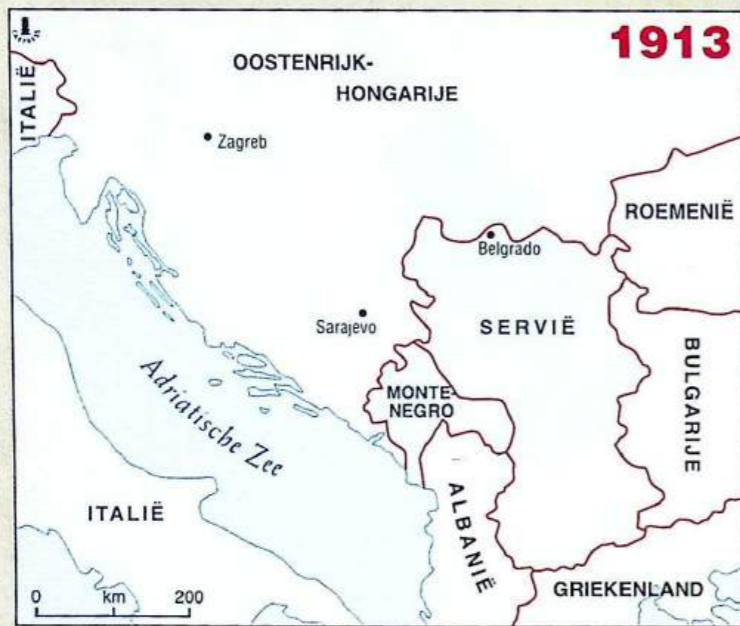 1913
OOSTENRIJK-
HONGARIJE
ITALIË
Zagreb
ROEMENIË
Belgrado
Sarajevo
SERVIË
MONTE-
NEGRO
BULGARIJE
Adriatische Zee
ITALIË
ALBANIË
GRIEKENLAND
0 km 200